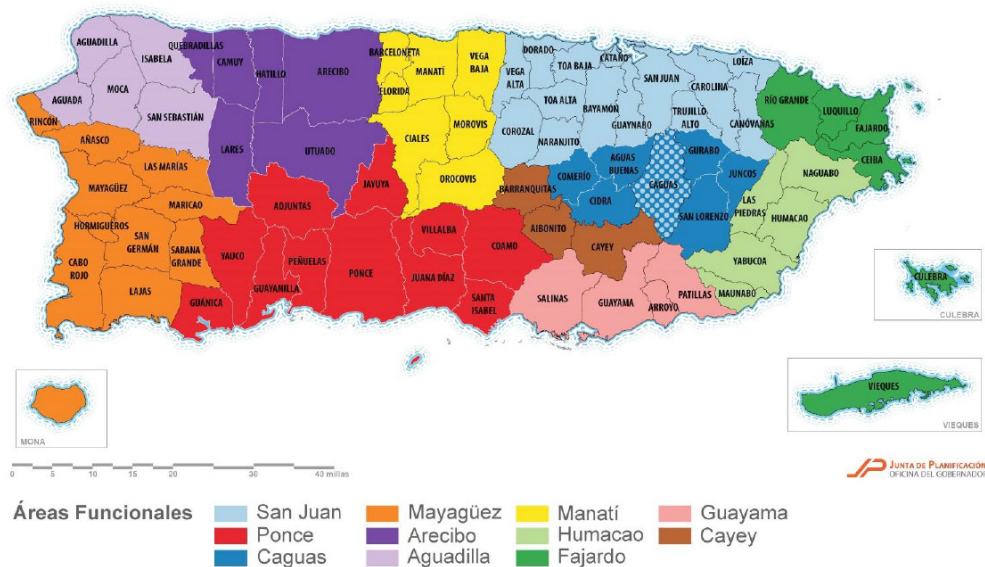 AGUADILLA
ISABELA
QUEBRADILLAS
CAMUY
HATILLO
ARECIBO
BARCELONETA
MANATÍ
VEGA
BAJA
FLORIDA
DORADO
VEGA
ALTA
TOA BAJA
CATAÑO
TOA ALTA
BAYAMÓN
SAN JUAN
GUAYNABO
CAROLINA
LOÍZA
TRUJILLO
ALTO
CANÓVANAS
RÍO GRANDE
LUQUILLO
FAJARDO
CEIBA
AGUADA
MOCA
SAN SEBASTIÁN
RINCÓN
AÑASCO
LAS MARÍAS
LARES
UTUADO
CIALES
MOROVIS
COROZAL
NARANJITO
OROCOVIS
BARRANQUITAS
COMERÍO
AGUAS
BUENAS
CIDRA
CAGUAS
GURABO
JUNCOS
SAN LORENZO
LAS
PIEDRAS
NAGUABO
HUMACAO
YABUCOA
MAUNABO
MAYAGÜEZ
MARICAO
HORMIGUEROS
SAN
GERMÁN
SABANA
GRANDE
CABO
ROJO
LAJAS
YAUCO
GUÁNICA
ADJUNTAS
JAYUYA
PEÑUELAS
GUAYANILLA
PONCE
VILLALBA
JUANA DÍAZ
COAMO
SANTA
ISABEL
AIBONITO
CAYEY
SALINAS
GUAYAMA
ARROYO
PATILLAS
CULEBRA
CULEBRA
VIEQUES
VIEQUES
MONA
0 5 10 20 30 40 millas
JP JUNTA DE PLANIFICACIÓN
OFICINA DEL GOBERNADOR
Áreas Funcionales
San Juan
Ponce
Caguas
Mayagüez
Arecibo
Aguadilla
Manatí
Humacao
Fajardo
Guayama
Cayey